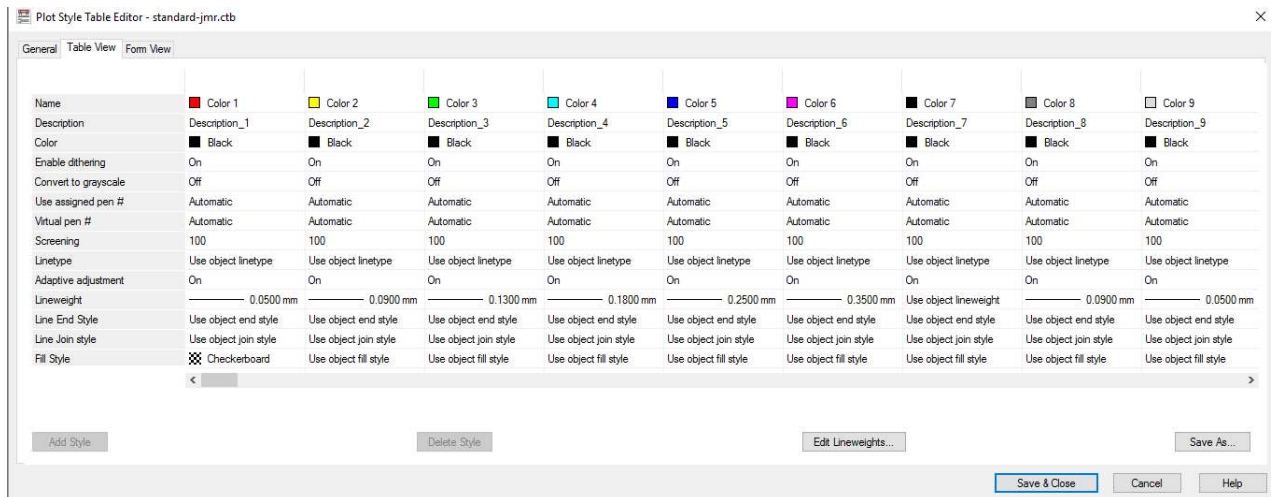 Plot Style Table Editor - standard-jmr.ctb
General Table View Form View
Name Color 1 Color 2 Color 3 Color 4 Color 5 Color 6 Color 7 Color 8 Color 9
Description Description_1 Description_2 Description_3 Description_4 Description_5 Description_6 Description_7 Description_8 Description_9
Color Black Black Black Black Black Black Black Black Black
Enable dithering On On On On On On On On On
Convert to grayscale Off Off Off Off Off Off Off Off Off
Use assigned pen # Automatic Automatic Automatic Automatic Automatic Automatic Automatic Automatic Automatic
Virtual pen # Automatic Automatic Automatic Automatic Automatic Automatic Automatic Automatic Automatic
Screening 100 100 100 100 100 100 100 100 100
Linetype Use object linetype Use object linetype Use object linetype Use object linetype Use object linetype Use object linetype Use object linetype Use object linetype Use object linetype
Adaptive adjustment On On On On On On On On On
Lineweight 0.0500 mm 0.0900 mm 0.1300 mm 0.1800 mm 0.2500 mm 0.3500 mm Use object lineweight 0.0900 mm 0.0500 mm
Line End Style Use object end style Use object end style Use object end style Use object end style Use object end style Use object end style Use object end style Use object end style Use object end style
Line Join style Use object join style Use object join style Use object join style Use object join style Use object join style Use object join style Use object join style Use object join style Use object join style
Fill Style Checkerboard Use object fill style Use object fill style Use object fill style Use object fill style Use object fill style Use object fill style Use object fill style Use object fill style
Add Style Delete Style Edit Lineweights... Save As...
Save & Close Cancel Help